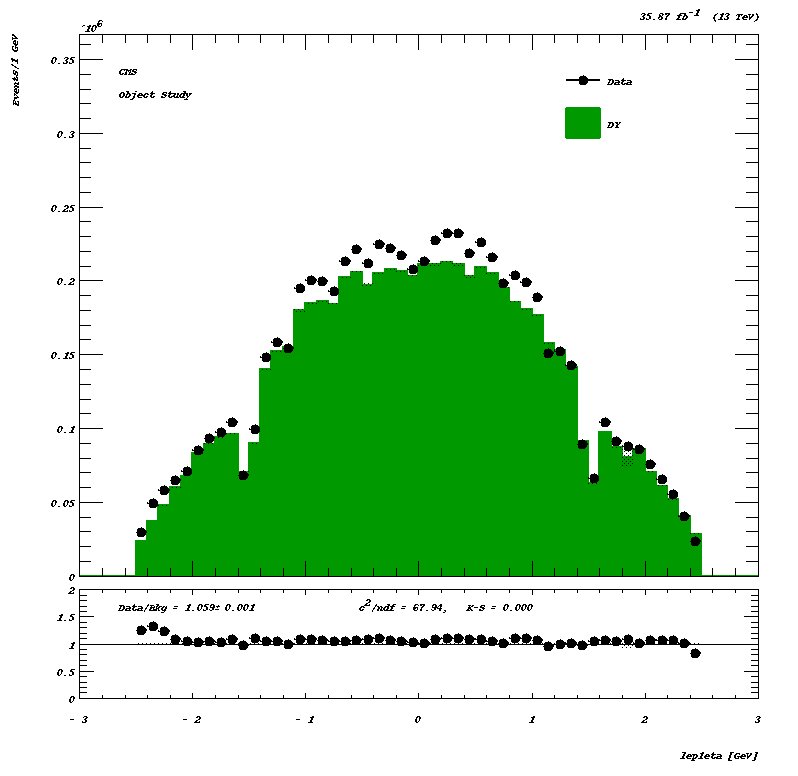 ´10^6
35.87 fb^-1 (13 TeV)
Events/1 GeV
CMS
Object Study
Data
DY
0.35
0.3
0.25
0.2
0.15
0.1
0.05
0
Data/Bkg = 1.059± 0.001
c^2/ndf = 67.94, K-S = 0.000
2
1.5
1
0.5
0
- 3
- 2
- 1
0
1
2
3
lep1eta [GeV]